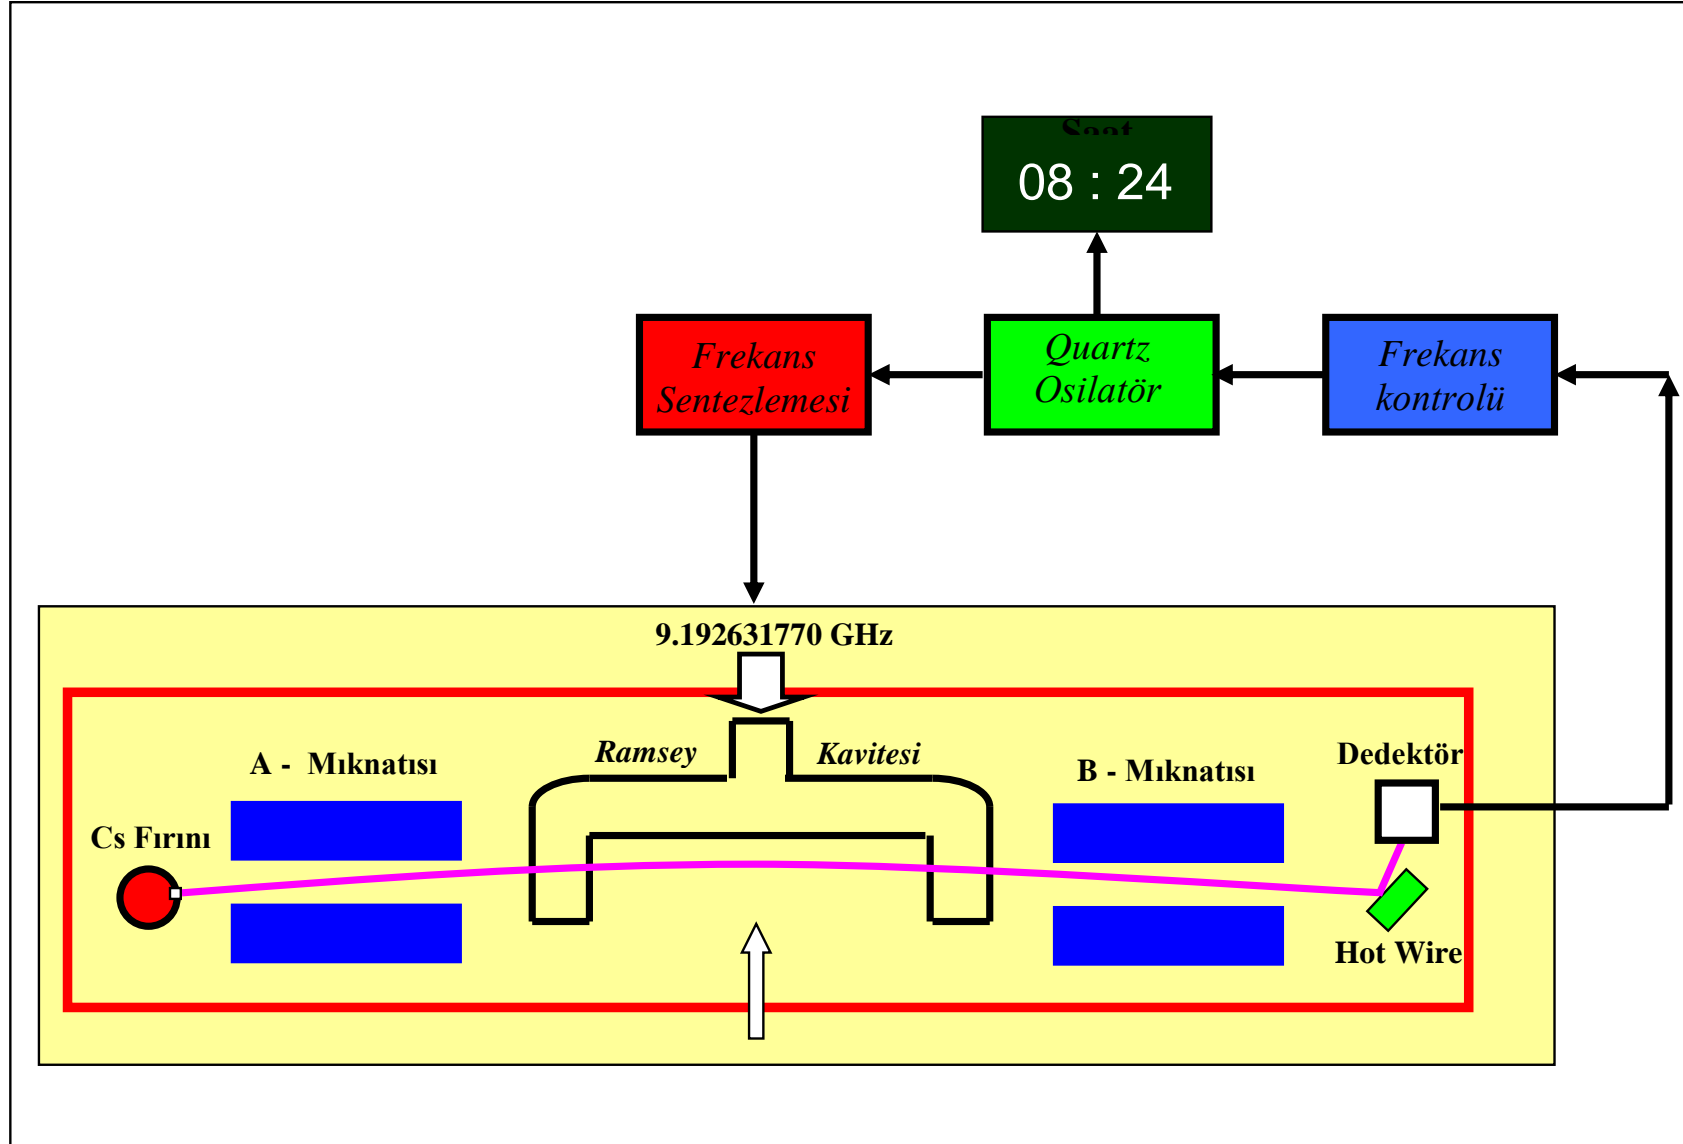 Saat
08 : 24
Frekans
Sentezlemesi
Quartz
Osilatör
Frekans
kontrolü
9.192631770 GHz
Ramsey Kavitesi
A - Mıknatısı
B - Mıknatısı
Dedektör
Cs Fırını
Hot Wire